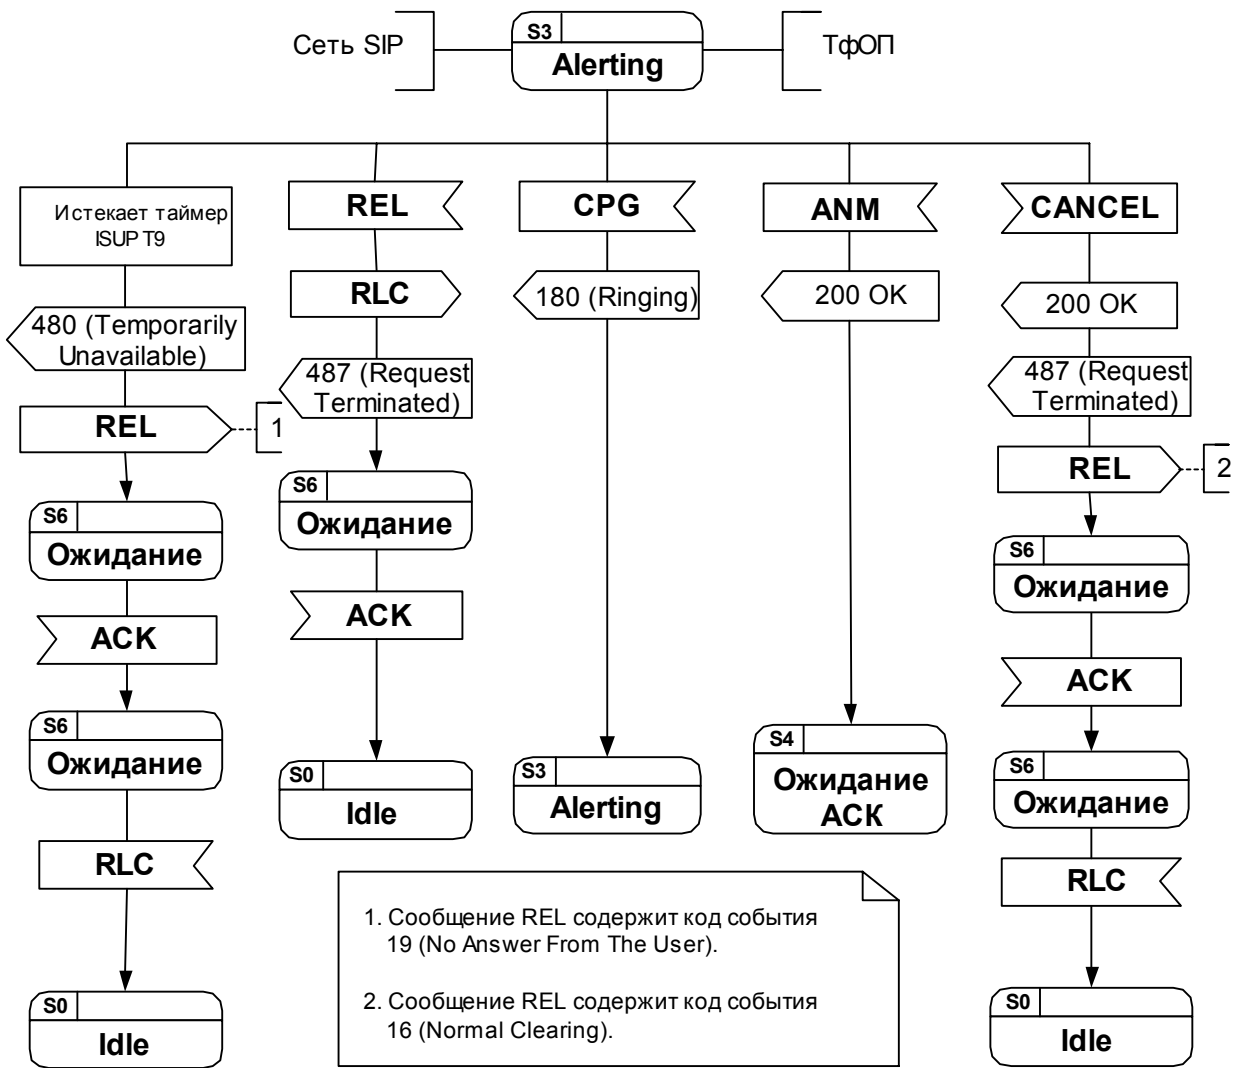 Сеть SIP
S3
Alerting
ТфОП
Истекает таймер
ISUP T9
480 (Temporarily
Unavailable)
REL
1
S6
Ожидание
ACK
S6
Ожидание
RLC
S0
Idle
REL
RLC
487 (Request
Terminated)
S6
Ожидание
ACK
S0
Idle
CPG
180 (Ringing)
S3
Alerting
ANM
200 OK
S4
Ожидание
АСК
CANCEL
200 OK
487 (Request
Terminated)
REL
2
S6
Ожидание
ACK
S6
Ожидание
RLC
S0
Idle
1. Сообщение REL содержит код события
19 (No Answer From The User).
2. Сообщение REL содержит код события
16 (Normal Clearing).